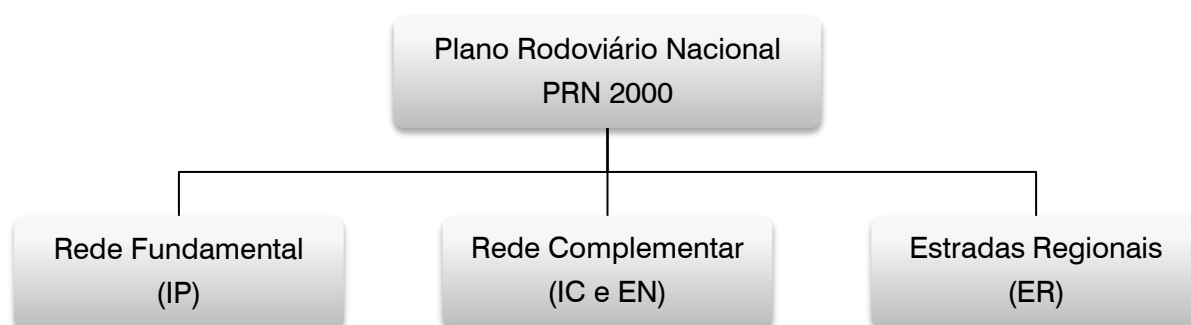 Plano Rodoviário Nacional
PRN 2000
Rede Fundamental
(IP)
Rede Complementar
(IC e EN)
Estradas Regionais
(ER)